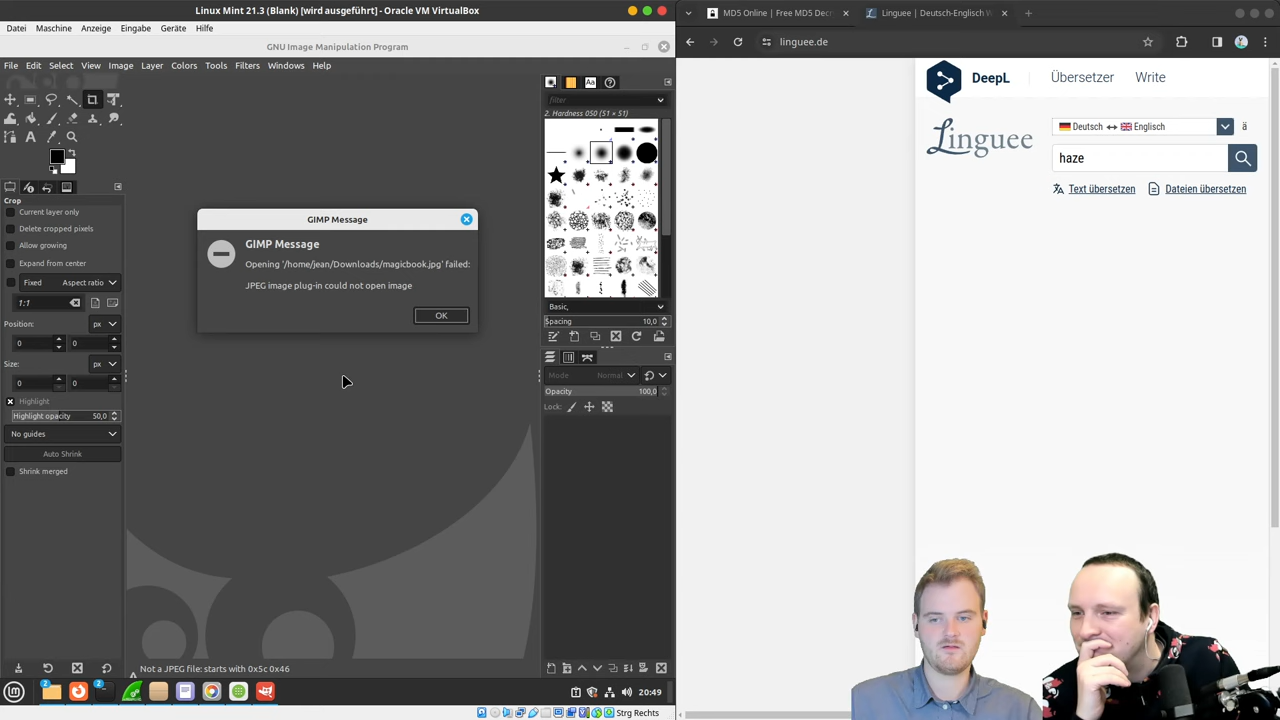 Linux Mint 21.3 (Blank) [wird ausgeführt] - Oracle VM VirtualBox
Datei Maschine Anzeige Eingabe Geräte Hilfe
GNU Image Manipulation Program
File Edit Select View Image Layer Colors Tools Filters Windows Help
Crop
Current layer only
Delete cropped pixels
Allow growing
Expand from center
Fixed Aspect ratio
1:1
Position: px
0 0
Size: px
0 0
Highlight
Highlight opacity 50,0
No guides
Auto Shrink
Shrink merged
GIMP Message
GIMP Message
Opening '/home/jean/Downloads/magicbook.jpg' failed:
JPEG image plug-in could not open image
OK
Not a JPEG file: starts with 0x5c 0x46
Aa
filter
2. Hardness 050 (51 × 51)
Basic,
Spacing 10,0
Mode Normal
Opacity 100,0
Lock:
2 2
20:49
Strg Rechts
MD5 Online | Free MD5 Decr
Linguee | Deutsch-Englisch W
linguee.de
DeepL Übersetzer Write
Linguee
Deutsch Englisch ä
haze
Text übersetzen Dateien übersetzen